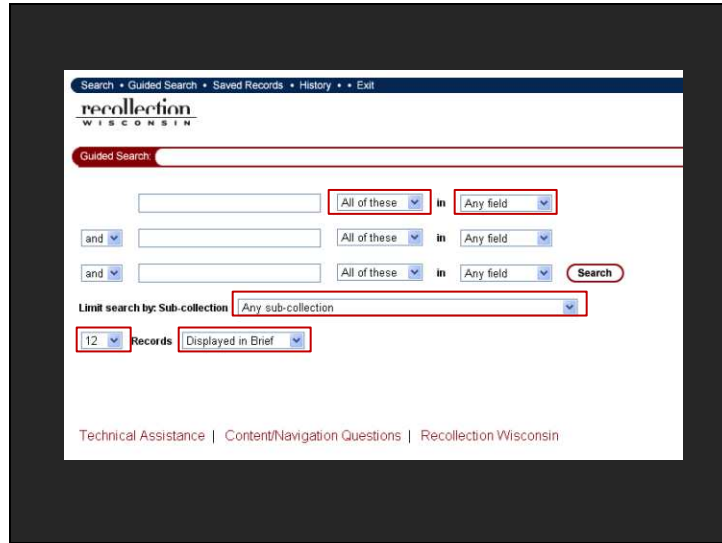 Search • Guided Search • Saved Records • History • • Exit
recollection
WISCONSIN
Guided Search:
All of these in Any field
and All of these in Any field
and All of these in Any field Search
Limit search by: Sub-collection Any sub-collection
12 Records Displayed in Brief
Technical Assistance | Content/Navigation Questions | Recollection Wisconsin